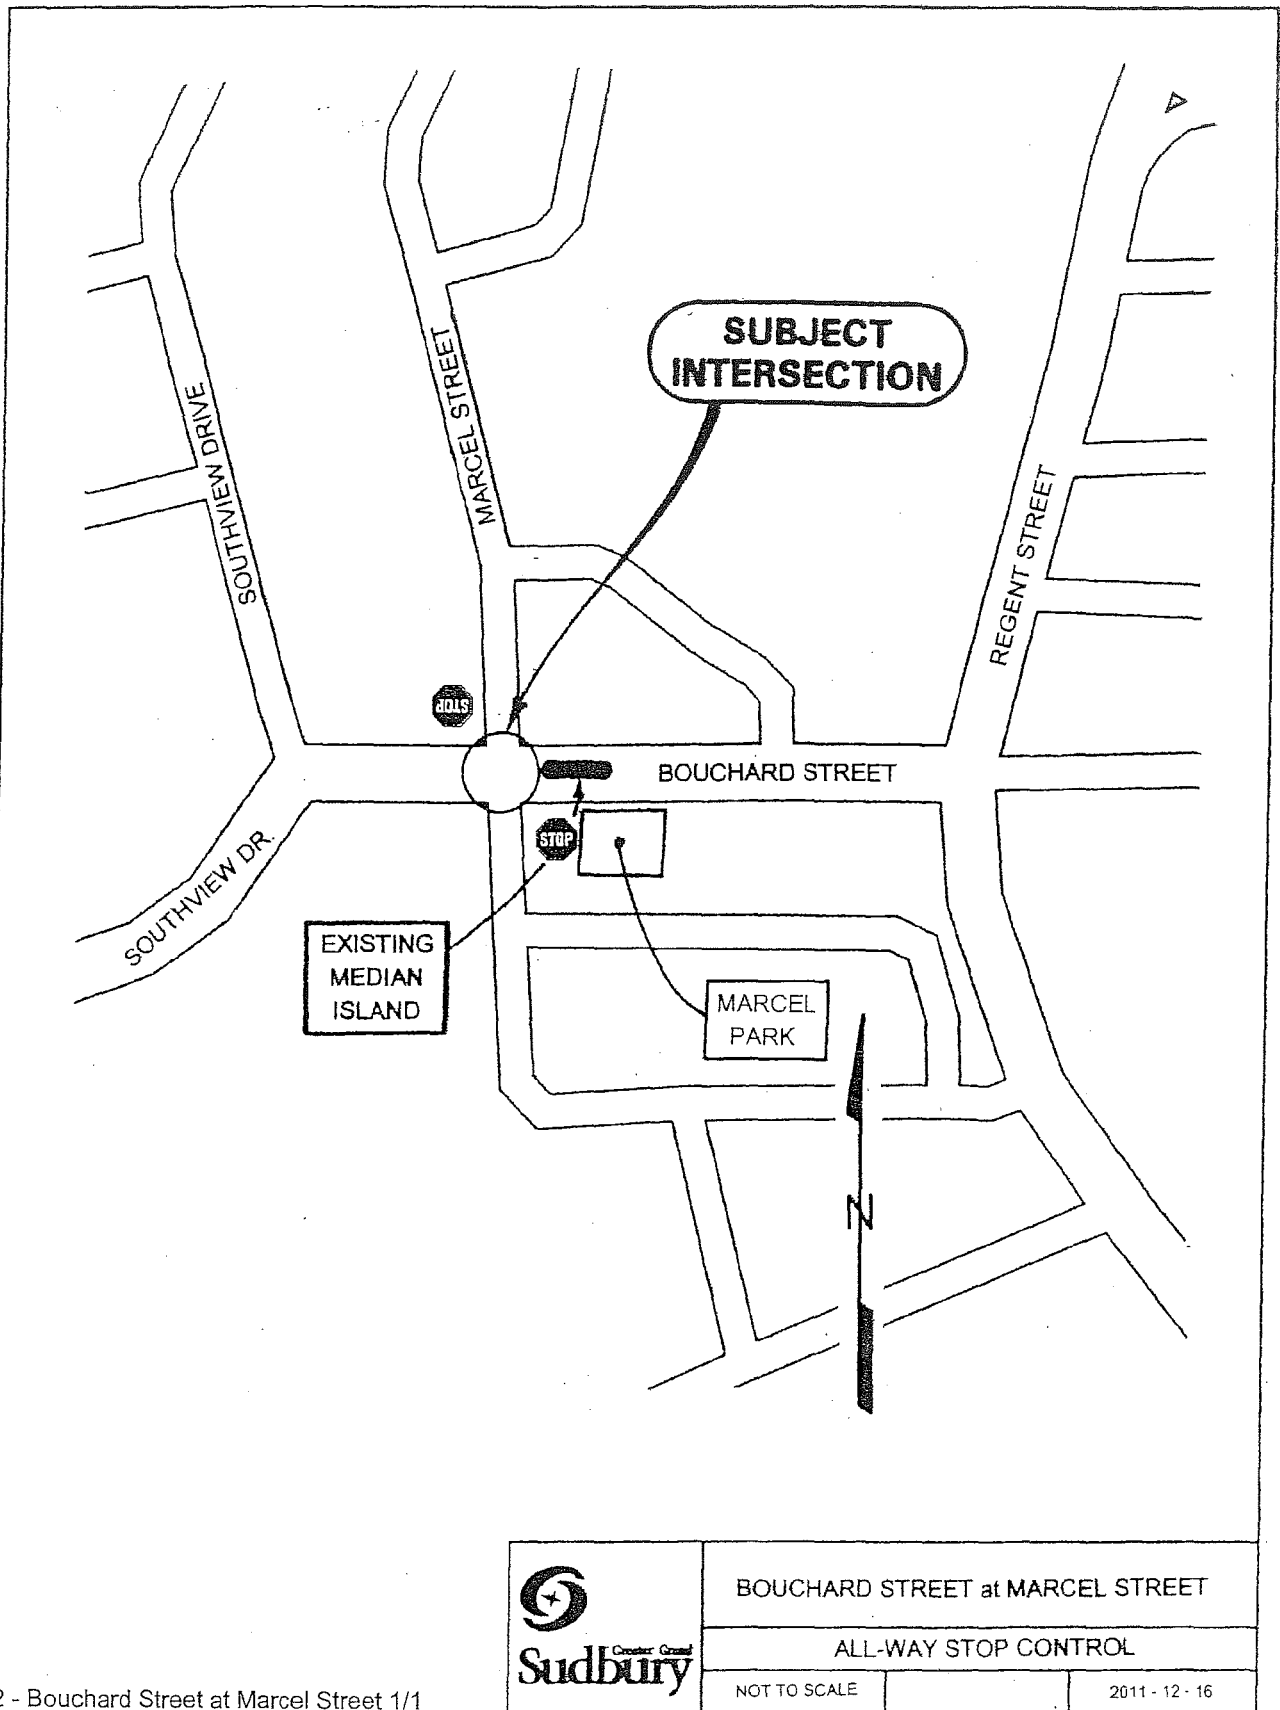 SUBJECT
INTERSECTION
MARCEL STREET
SOUTHVIEW DRIVE
REGENT STREET
STOP
BOUCHARD STREET
STOP
SOUTHVIEW DR.
EXISTING
MEDIAN
ISLAND
MARCEL
PARK
N
BOUCHARD STREET at MARCEL STREET
ALL-WAY STOP CONTROL
Greater Grand
Sudbury
NOT TO SCALE
2011-12-16
2 - Bouchard Street at Marcel Street 1/1